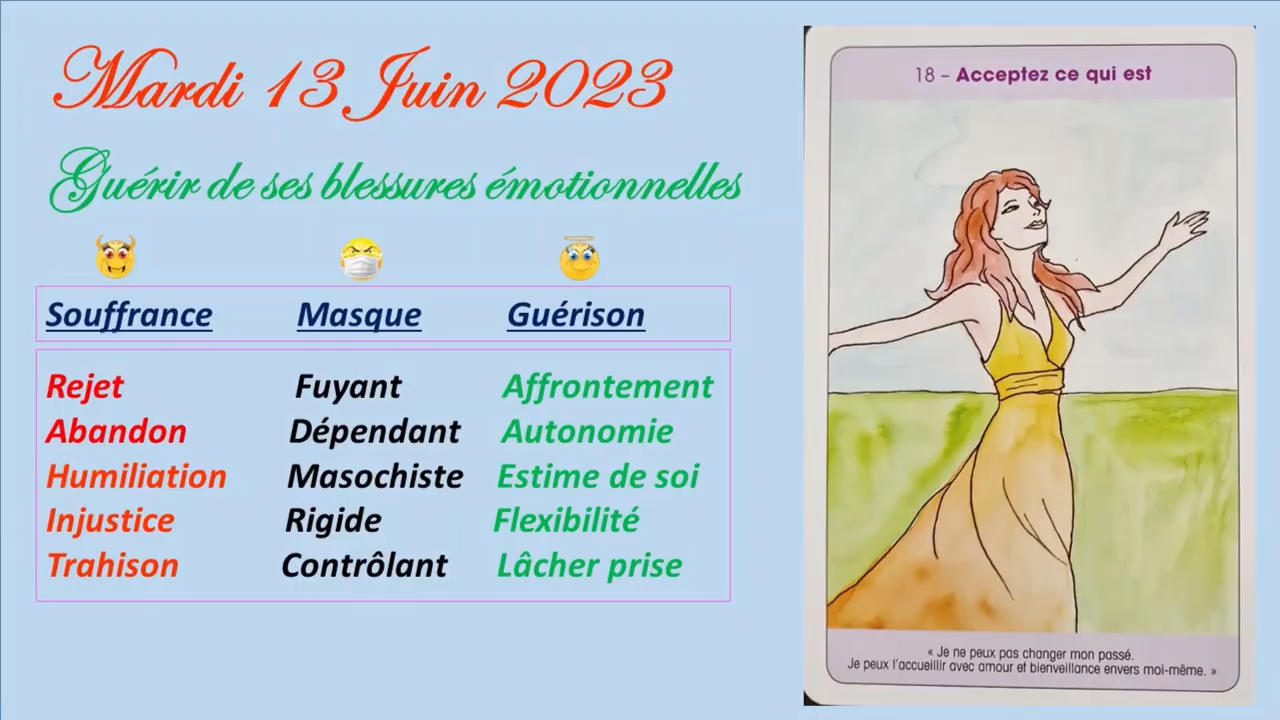 Mardi 13 Juin 2023
Guérir de ses blessures émotionnelles
Souffrance Masque Guérison
Rejet Fuyant Affrontement
Abandon Dépendant Autonomie
Humiliation Masochiste Estime de soi
Injustice Rigide Flexibilité
Trahison Contrôlant Lâcher prise
18 – Acceptez ce qui est
« Je ne peux pas changer mon passé.
Je peux l'accueillir avec amour et bienveillance envers moi-même. »